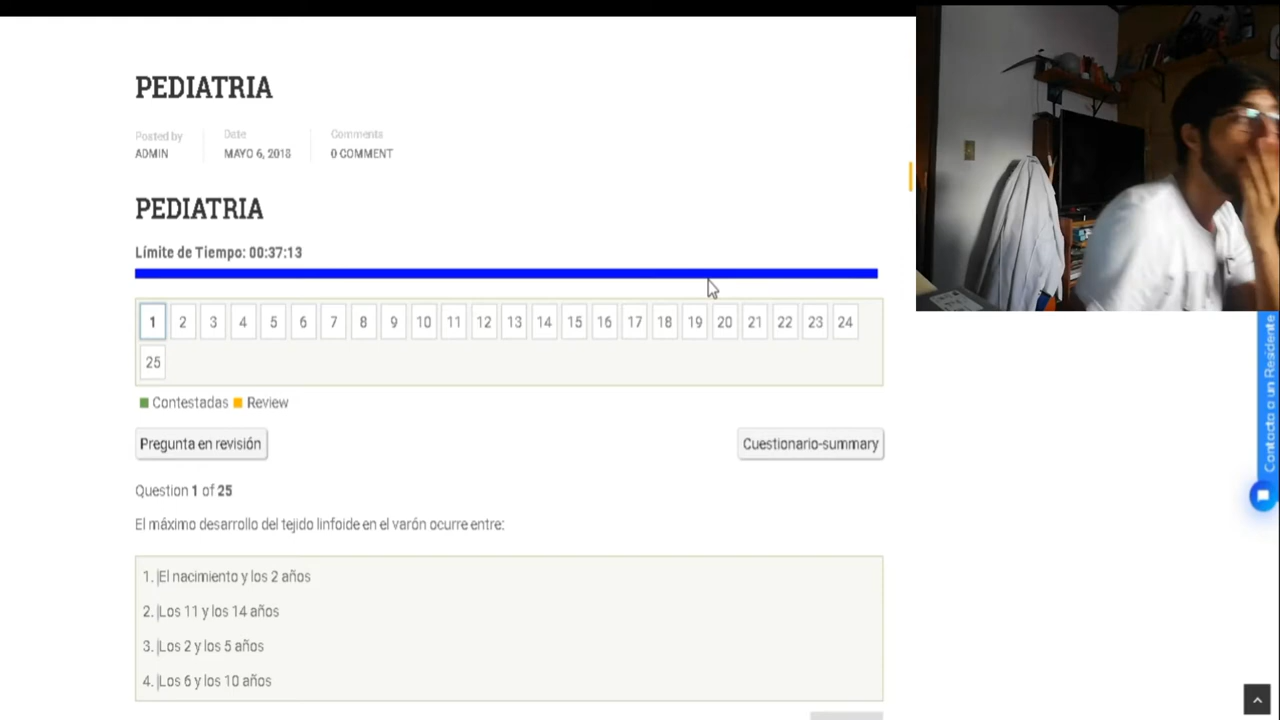 PEDIATRIA
Posted by
ADMIN
Date
MAYO 6, 2018
Comments
0 COMMENT
PEDIATRIA
Límite de Tiempo: 00:37:13
1 2 3 4 5 6 7 8 9 10 11 12 13 14 15 16 17 18 19 20 21 22 23 24
25
Contestadas Review
Pregunta en revisión
Cuestionario-summary
Question 1 of 25
El máximo desarrollo del tejido linfoide en el varón ocurre entre:
1. El nacimiento y los 2 años
2. Los 11 y los 14 años
3. Los 2 y los 5 años
4. Los 6 y los 10 años
Contacta a un Residente